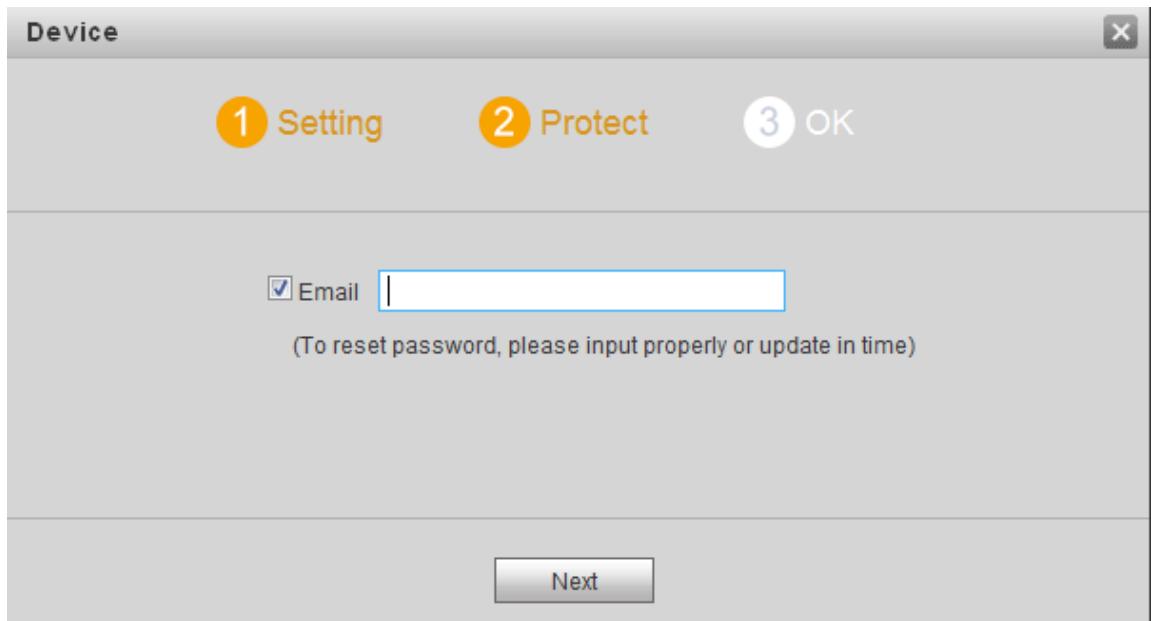 Device
1 Setting 2 Protect 3 OK
Email
(To reset password, please input properly or update in time)
Next